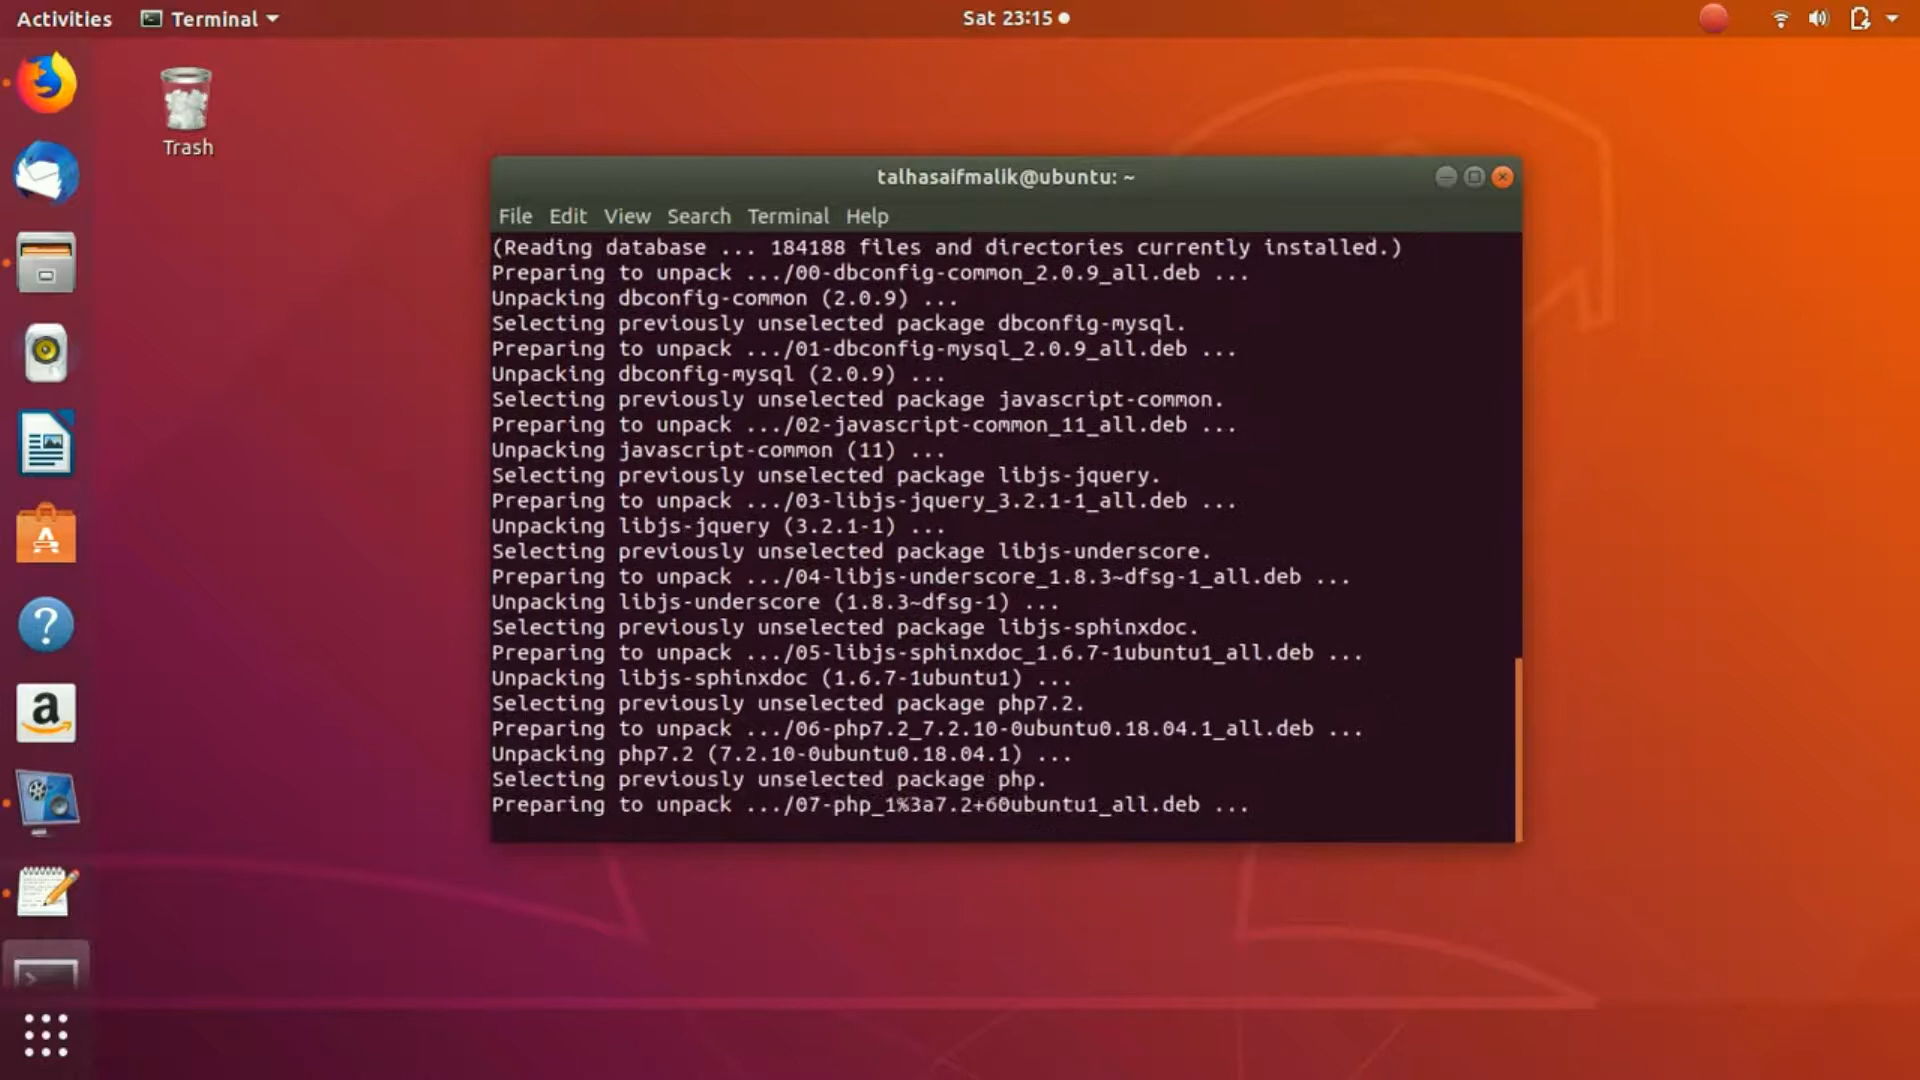 Activities Terminal Sat 23:15
Trash
talhasaifmalik@ubuntu: ~
File Edit View Search Terminal Help
(Reading database ... 184188 files and directories currently installed.)
Preparing to unpack .../00-dbconfig-common_2.0.9_all.deb ...
Unpacking dbconfig-common (2.0.9) ...
Selecting previously unselected package dbconfig-mysql.
Preparing to unpack .../01-dbconfig-mysql_2.0.9_all.deb ...
Unpacking dbconfig-mysql (2.0.9) ...
Selecting previously unselected package javascript-common.
Preparing to unpack .../02-javascript-common_11_all.deb ...
Unpacking javascript-common (11) ...
Selecting previously unselected package libjs-jquery.
Preparing to unpack .../03-libjs-jquery_3.2.1-1_all.deb ...
Unpacking libjs-jquery (3.2.1-1) ...
Selecting previously unselected package libjs-underscore.
Preparing to unpack .../04-libjs-underscore_1.8.3~dfsg-1_all.deb ...
Unpacking libjs-underscore (1.8.3~dfsg-1) ...
Selecting previously unselected package libjs-sphinxdoc.
Preparing to unpack .../05-libjs-sphinxdoc_1.6.7-1ubuntu1_all.deb ...
Unpacking libjs-sphinxdoc (1.6.7-1ubuntu1) ...
Selecting previously unselected package php7.2.
Preparing to unpack .../06-php7.2_7.2.10-0ubuntu0.18.04.1_all.deb ...
Unpacking php7.2 (7.2.10-0ubuntu0.18.04.1) ...
Selecting previously unselected package php.
Preparing to unpack .../07-php_1%3a7.2+60ubuntu1_all.deb ...